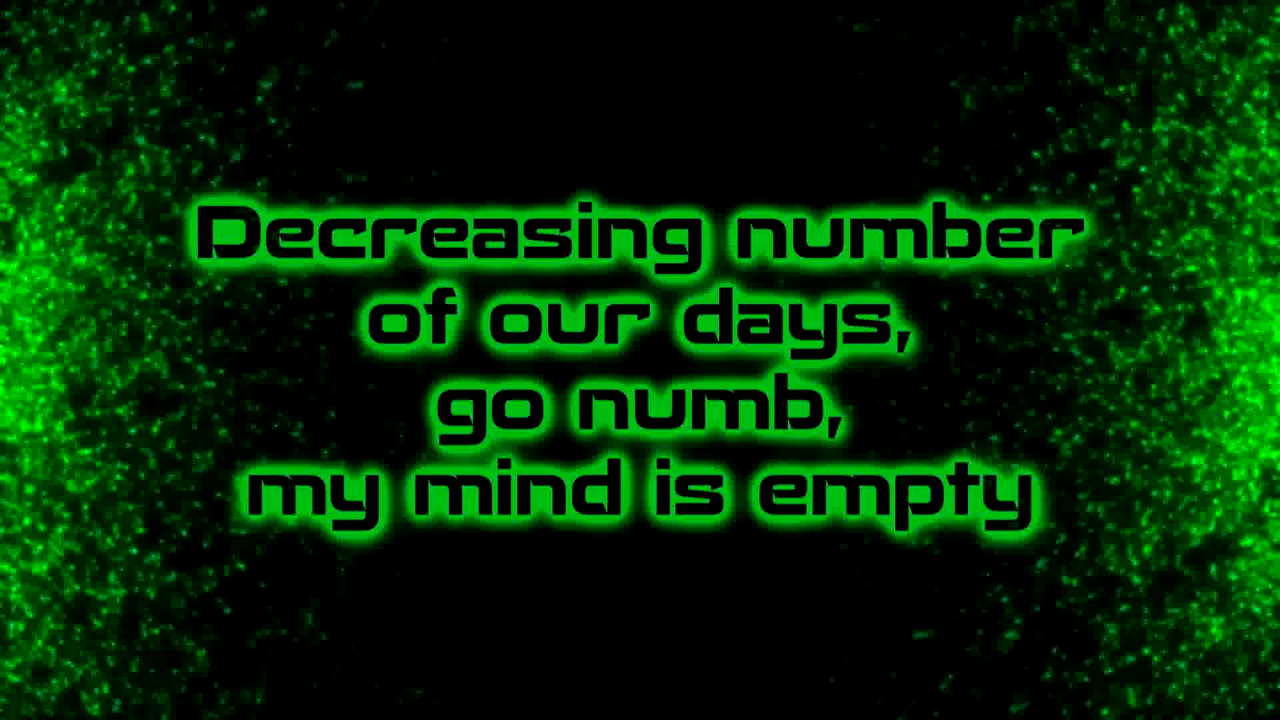 Decreasing number
of our days,
go numb,
my mind is empty